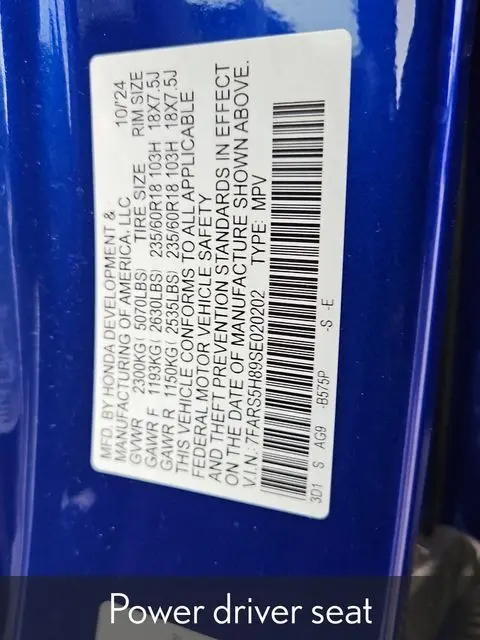 MFD. BY HONDA DEVELOPMENT &
MANUFACTURING OF AMERICA, LLC 10/'24
GVWR 2300KG ( 5070LBS) TIRE SIZE RIM SIZE
GAWR F 1193KG ( 2630LBS) 235/60R18 103H 18X7.5J
GAWR R 1150KG ( 2535LBS) 235/60R18 103H 18X7.5J
THIS VEHICLE CONFORMS TO ALL APPLICABLE
FEDERAL MOTOR VEHICLE SAFETY
AND THEFT PREVENTION STANDARDS IN EFFECT
ON THE DATE OF MANUFACTURE SHOWN ABOVE.
V.I.N.: 7FARS5H89SE020202 TYPE: MPV
3D1 S AG9 -B575P -S -E
Power driver seat